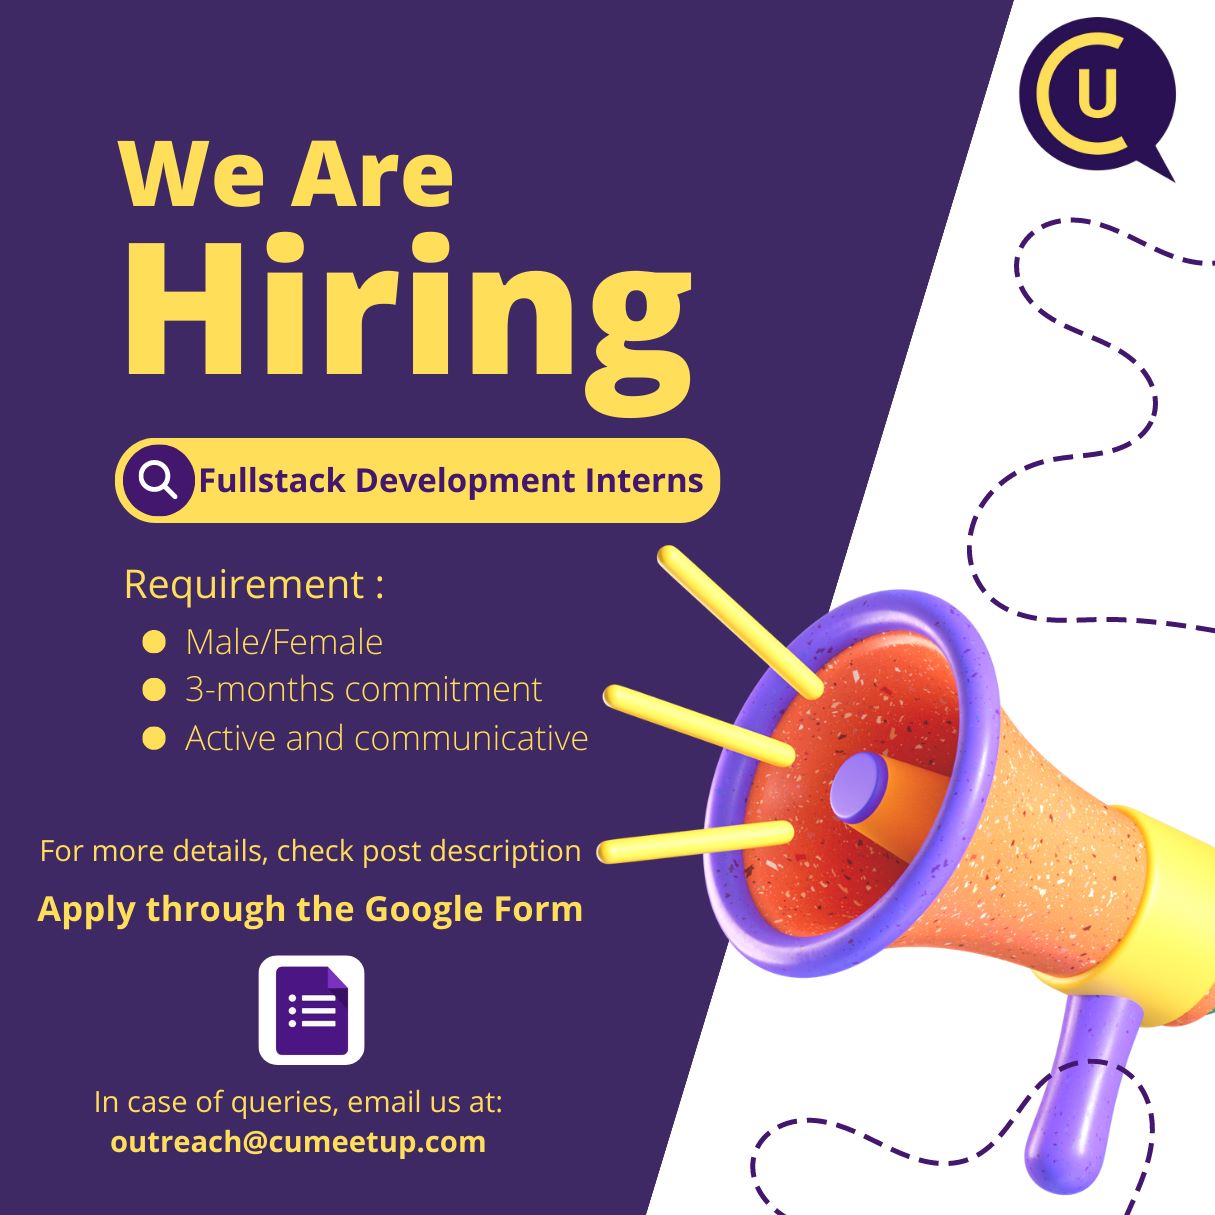 CU
We Are
Hiring
Fullstack Development Interns
Requirement :
Male/Female
3-months commitment
Active and communicative
For more details, check post description
Apply through the Google Form
In case of queries, email us at:
outreach@cumeetup.com